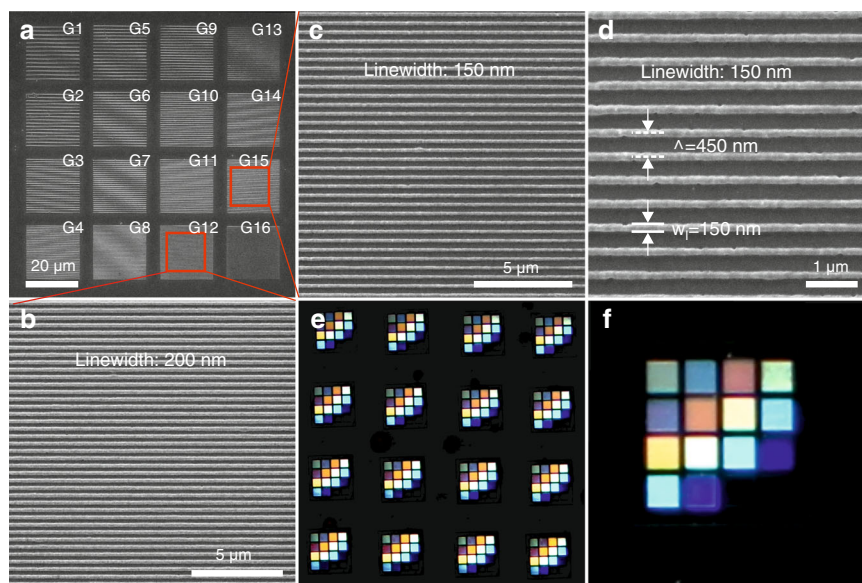 a
G1 G5 G9 G13
G2 G6 G10 G14
G3 G7 G11 G15
G4 G8 G12 G16
20 µm
c
Linewidth: 150 nm
5 µm
d
Linewidth: 150 nm
^=450 nm
wl=150 nm
1 µm
b
Linewidth: 200 nm
5 µm
e
f